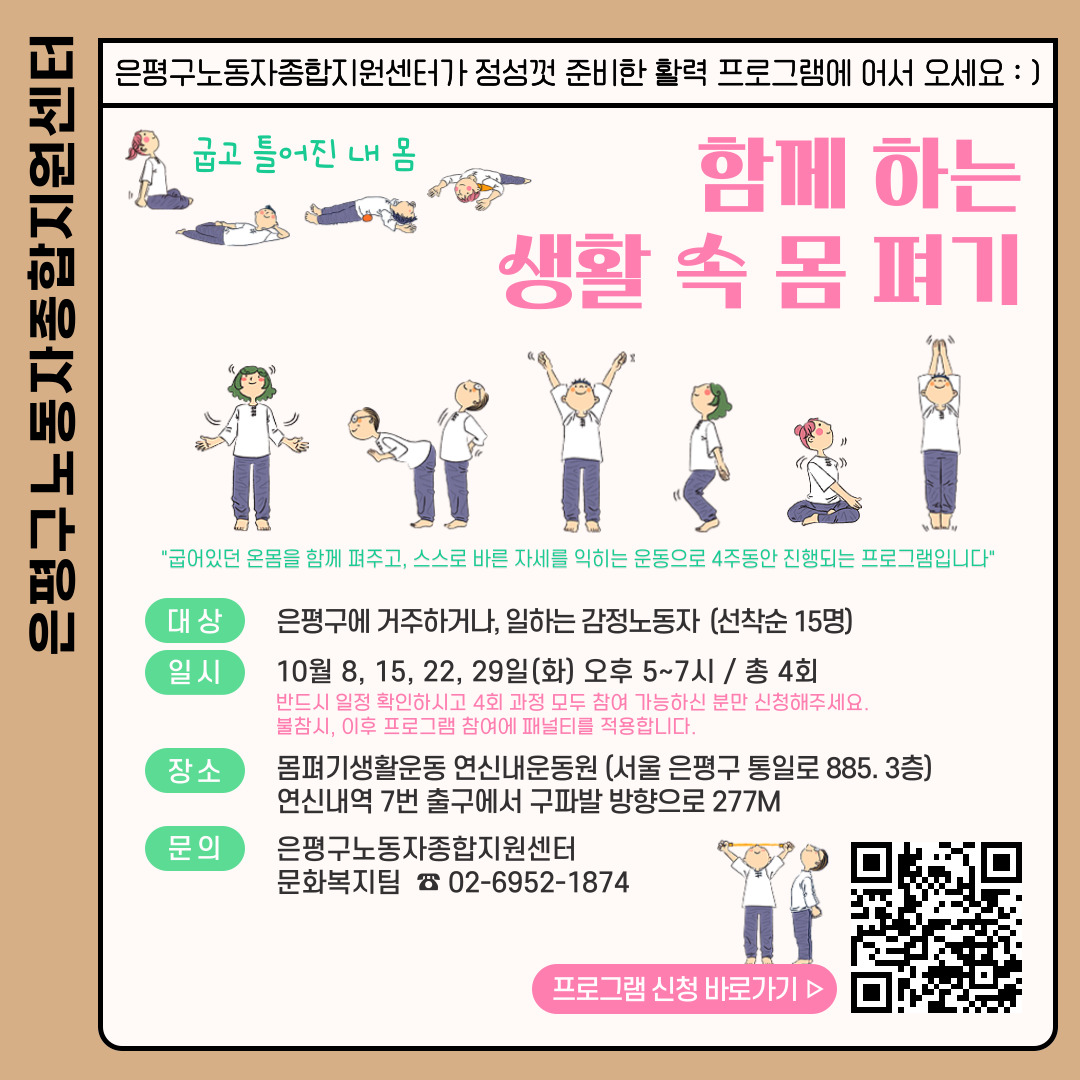 은평구노동자종합지원센터
은평구노동자종합지원센터가 정성껏 준비한 활력 프로그램에 어서 오세요 : )
굽고 틀어진 내 몸
함께 하는
생활 속 몸 펴기
"굽어있던 온몸을 함께 펴주고, 스스로 바른 자세를 익히는 운동으로 4주동안 진행되는 프로그램입니다"
대상 은평구에 거주하거나, 일하는 감정노동자 (선착순 15명)
일시 10월 8, 15, 22, 29일(화) 오후 5~7시 / 총 4회
반드시 일정 확인하시고 4회 과정 모두 참여 가능하신 분만 신청해주세요.
불참시, 이후 프로그램 참여에 패널티를 적용합니다.
장소 몸펴기생활운동 연신내운동원 (서울 은평구 통일로 885. 3층)
연신내역 7번 출구에서 구파발 방향으로 277M
문의 은평구노동자종합지원센터
문화복지팀 ☎ 02-6952-1874
프로그램 신청 바로가기 ▷